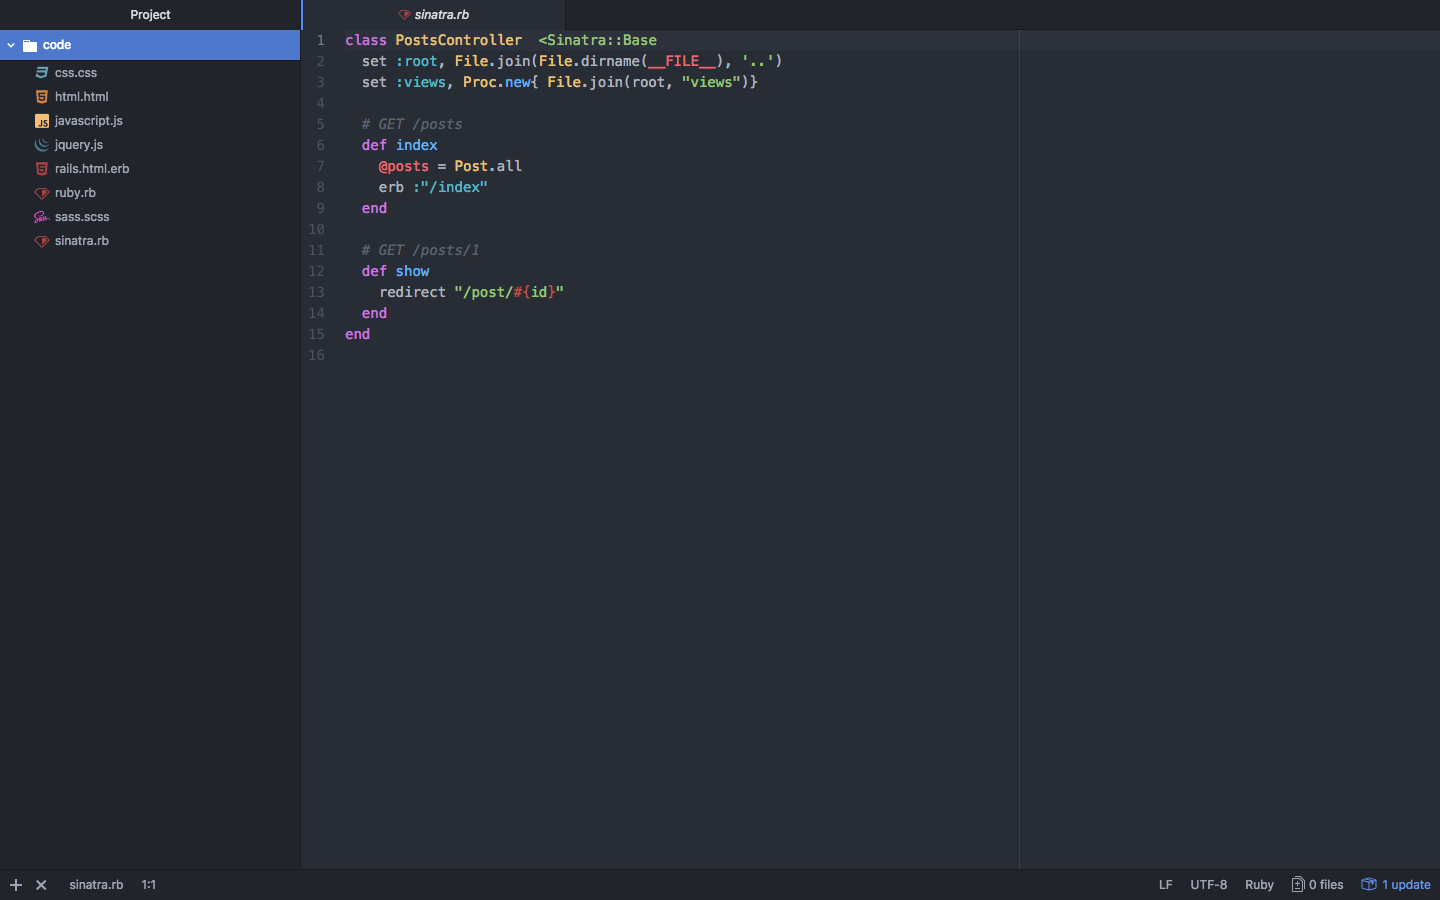 Project
code
css.css
html.html
javascript.js
jquery.js
rails.html.erb
ruby.rb
sass.scss
sinatra.rb
sinatra.rb
1 class PostsController  <Sinatra::Base
2   set :root, File.join(File.dirname(__FILE__), '..')
3   set :views, Proc.new{ File.join(root, "views")}
4
5   # GET /posts
6   def index
7     @posts = Post.all
8     erb :"/index"
9   end
10
11   # GET /posts/1
12   def show
13     redirect "/post/#{id}"
14   end
15 end
16
sinatra.rb 1:1 LF UTF-8 Ruby 0 files 1 update